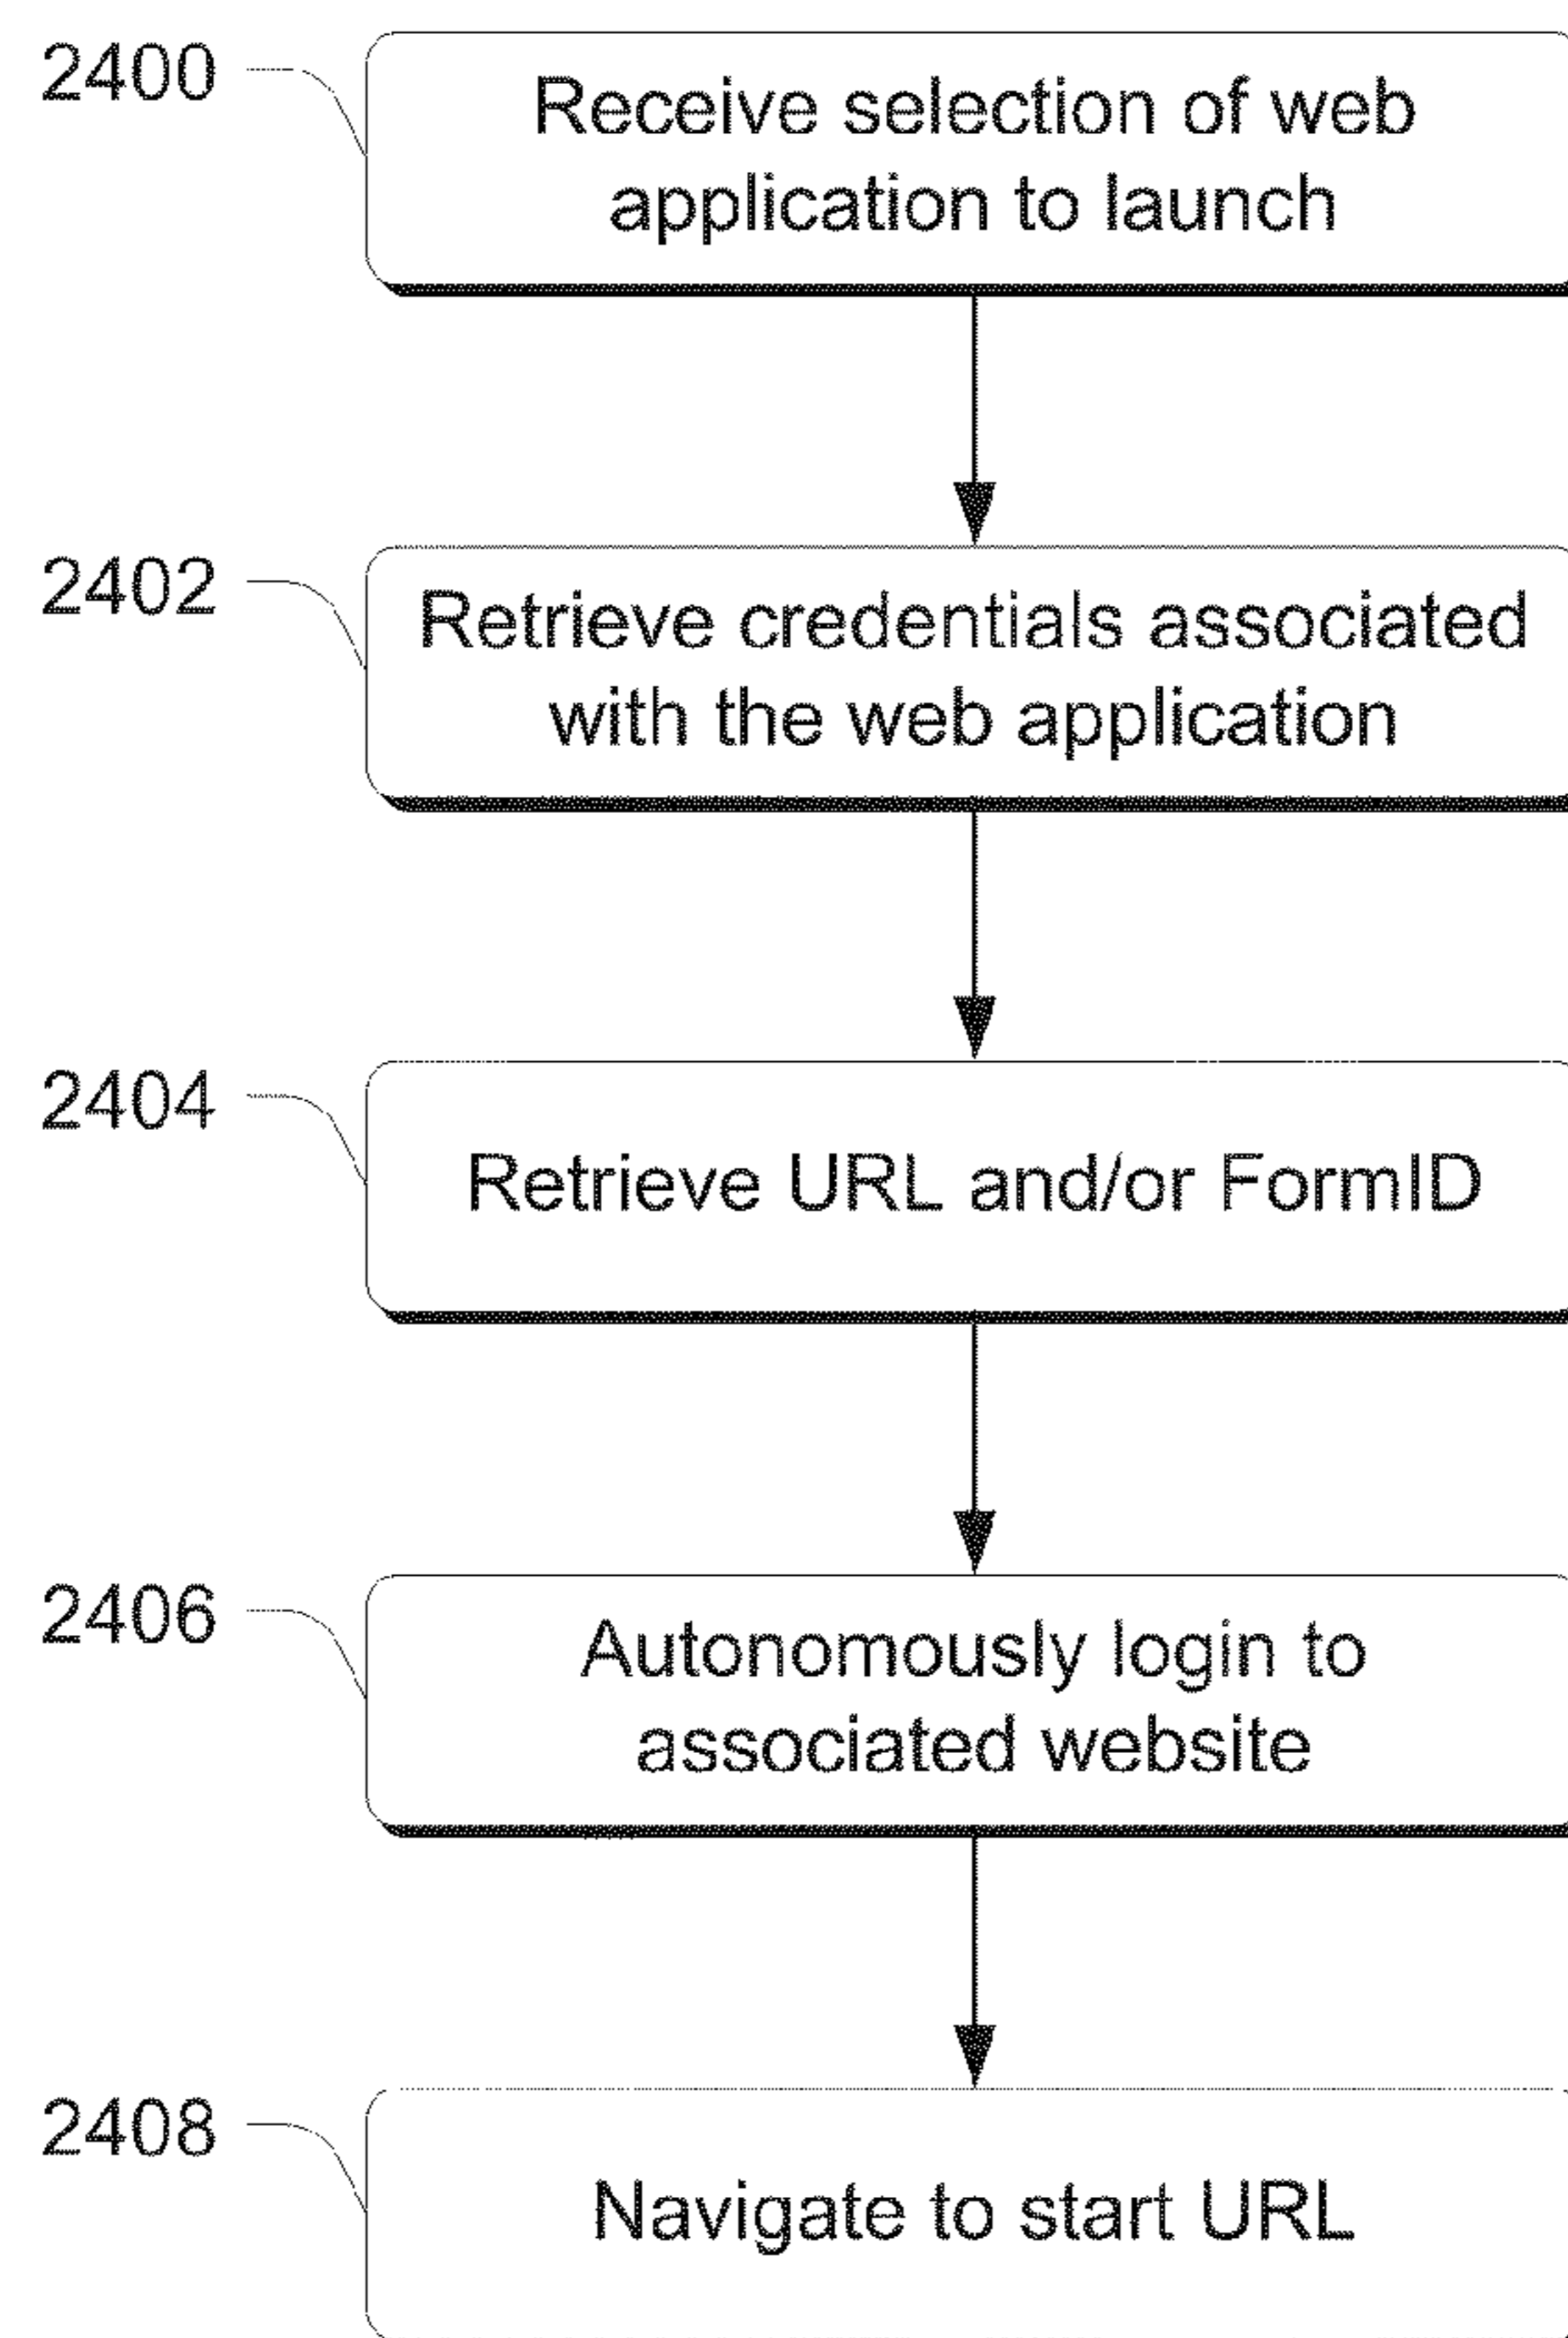 2400
Receive selection of web
application to launch
2402
Retrieve credentials associated
with the web application
2404
Retrieve URL and/or FormID
2406
Autonomously login to
associated website
2408
Navigate to start URL